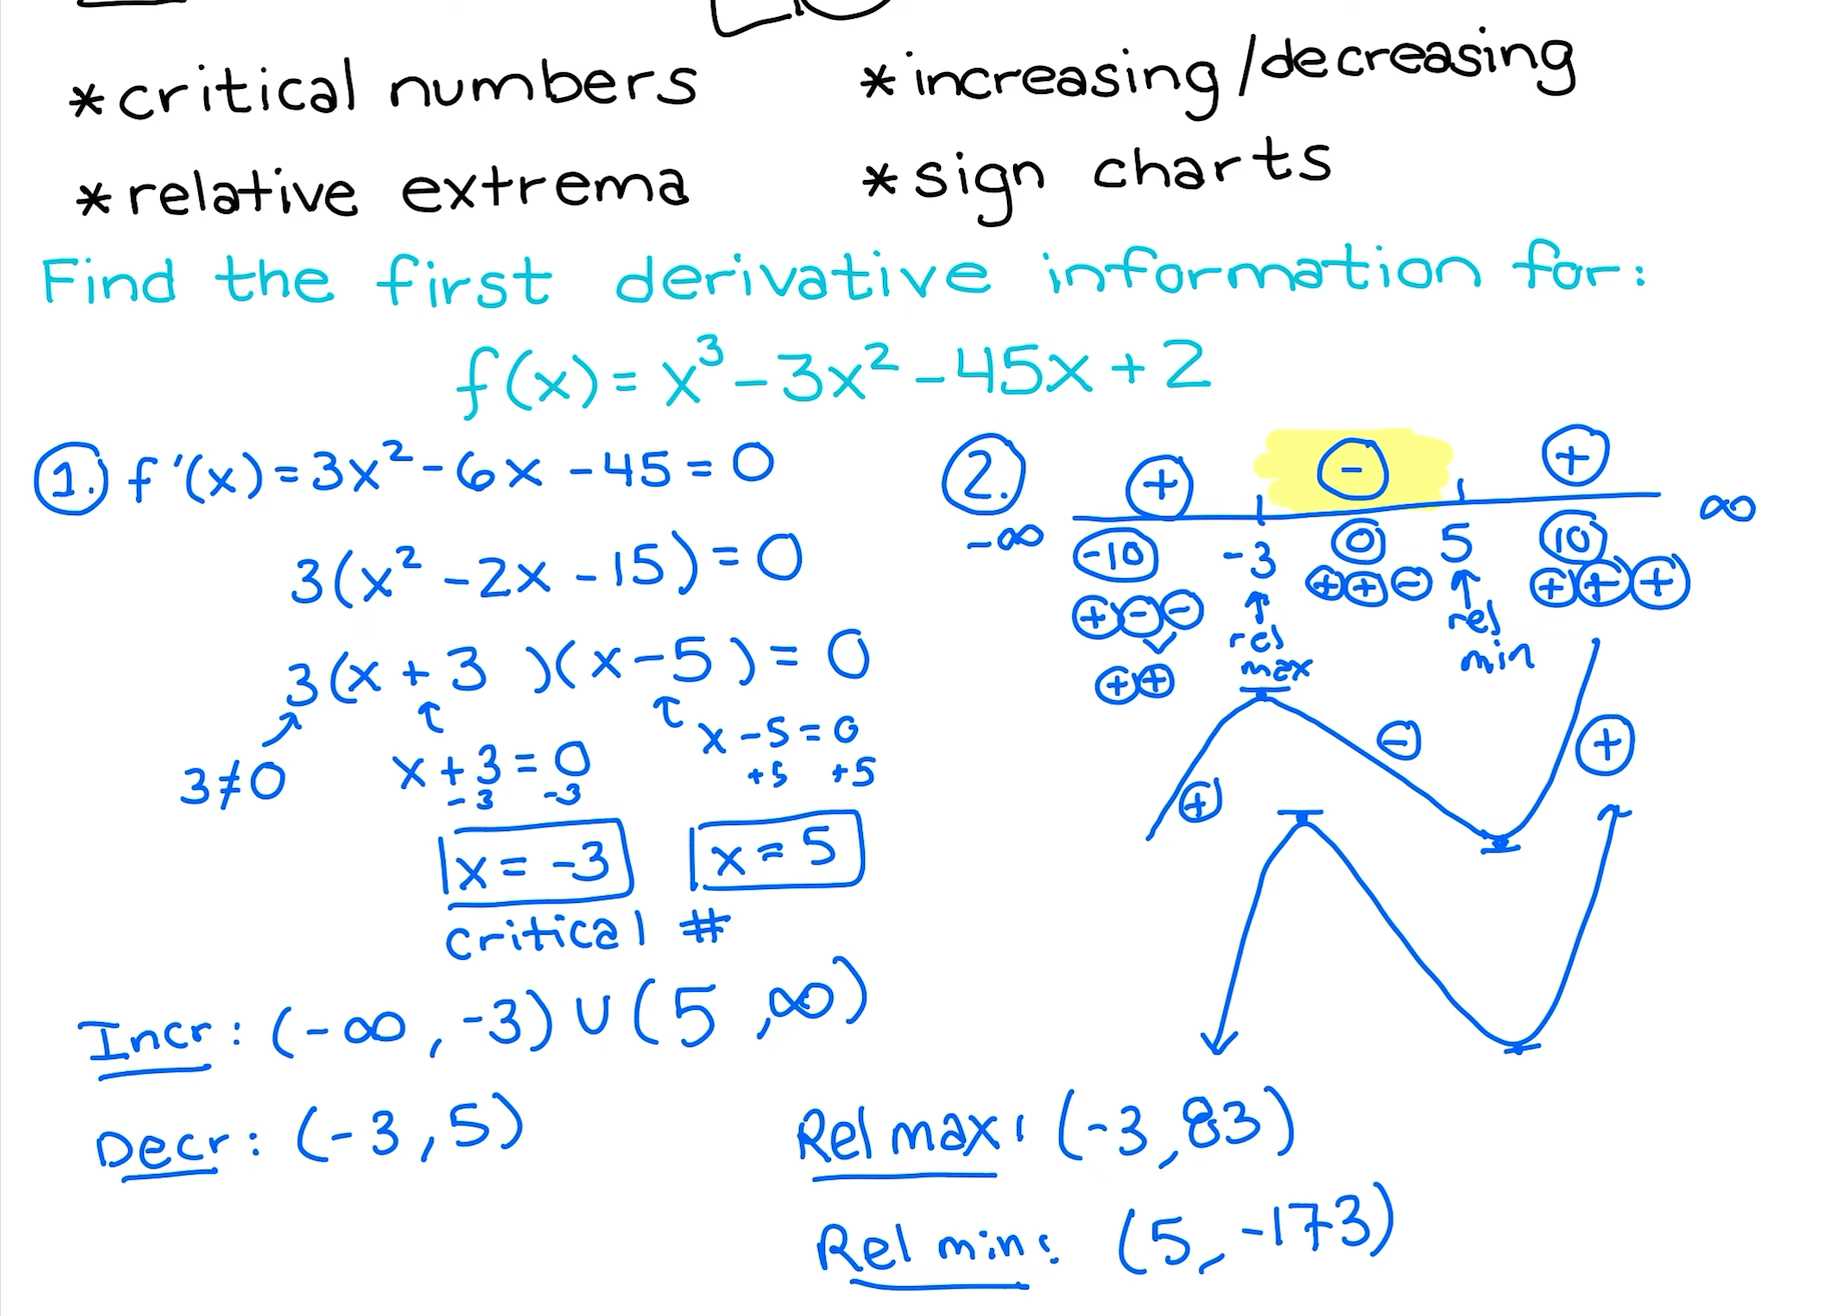 *critical numbers
*increasing/decreasing
*relative extrema
*sign charts
Find the first derivative information for:
f(x) = x³ - 3x² - 45x + 2
1.) f'(x) = 3x² - 6x - 45 = 0
3(x² - 2x - 15) = 0
3(x + 3 )(x - 5) = 0
3≠0
x + 3 = 0
-3 -3
x - 5 = 0
+5 +5
x = -3
x = 5
critical #
2.)
+ - +
-∞ -10 -3 0 5 10 ∞
+ - -
+ +
↑
rel
max
+ + -
↑
rel
min
+ + +
+ - +
Incr: (-∞, -3) ∪ (5, ∞)
Decr: (-3, 5)
Rel max: (-3, 83)
Rel min: (5, -173)